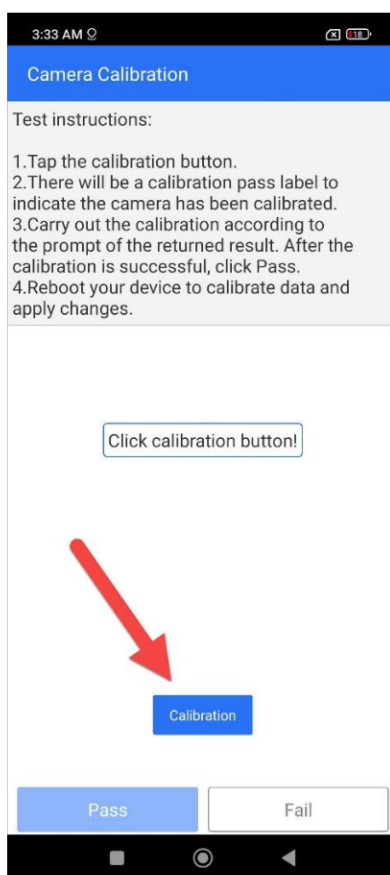 3:33 AM
18
Camera Calibration
Test instructions:
1.Tap the calibration button.
2.There will be a calibration pass label to
indicate the camera has been calibrated.
3.Carry out the calibration according to
the prompt of the returned result. After the
calibration is successful, click Pass.
4.Reboot your device to calibrate data and
apply changes.
Click calibration button!
Calibration
Pass
Fail